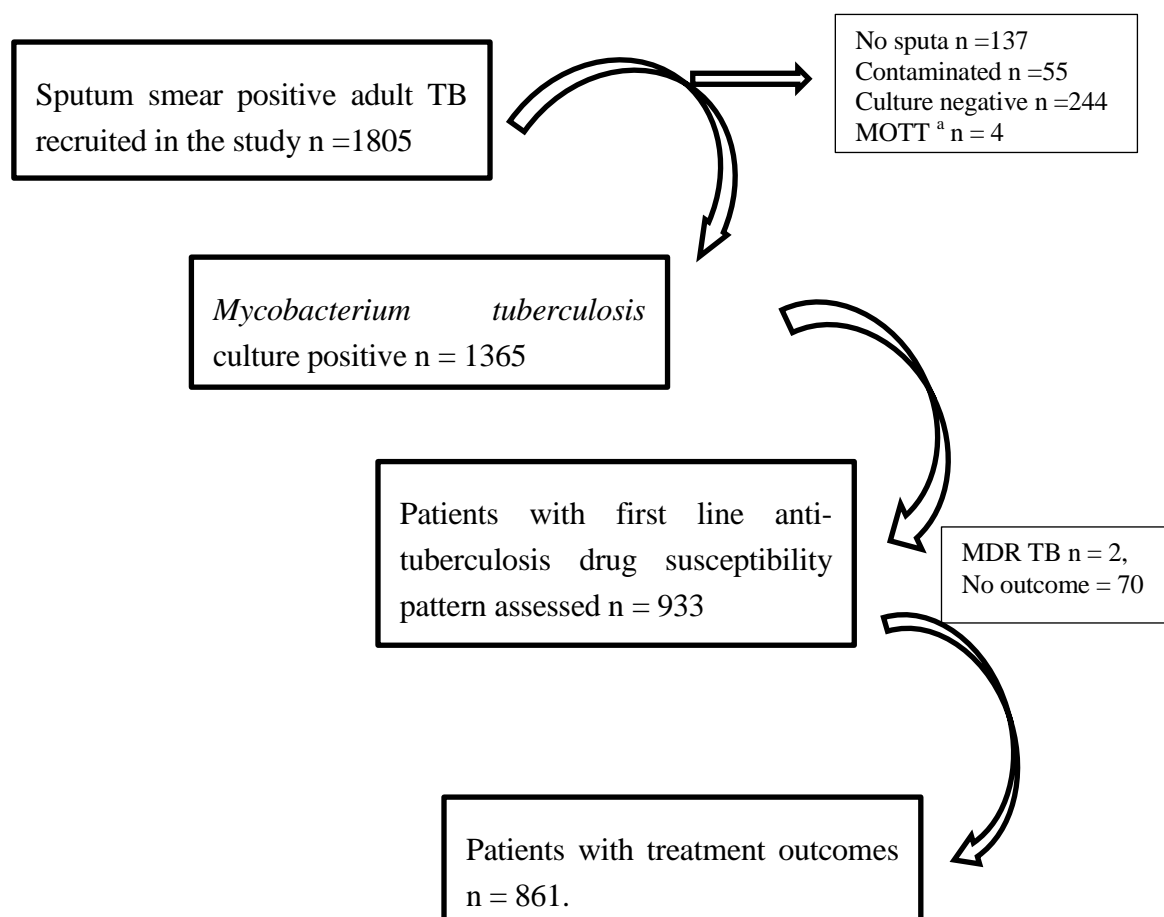 Sputum smear positive adult TB
recruited in the study n =1805
No sputa n =137
Contaminated n =55
Culture negative n =244
MOTT a n = 4
Mycobacterium tuberculosis
culture positive n = 1365
Patients with first line anti-
tuberculosis drug susceptibility
pattern assessed n = 933
MDR TB n = 2,
No outcome = 70
Patients with treatment outcomes
n = 861.